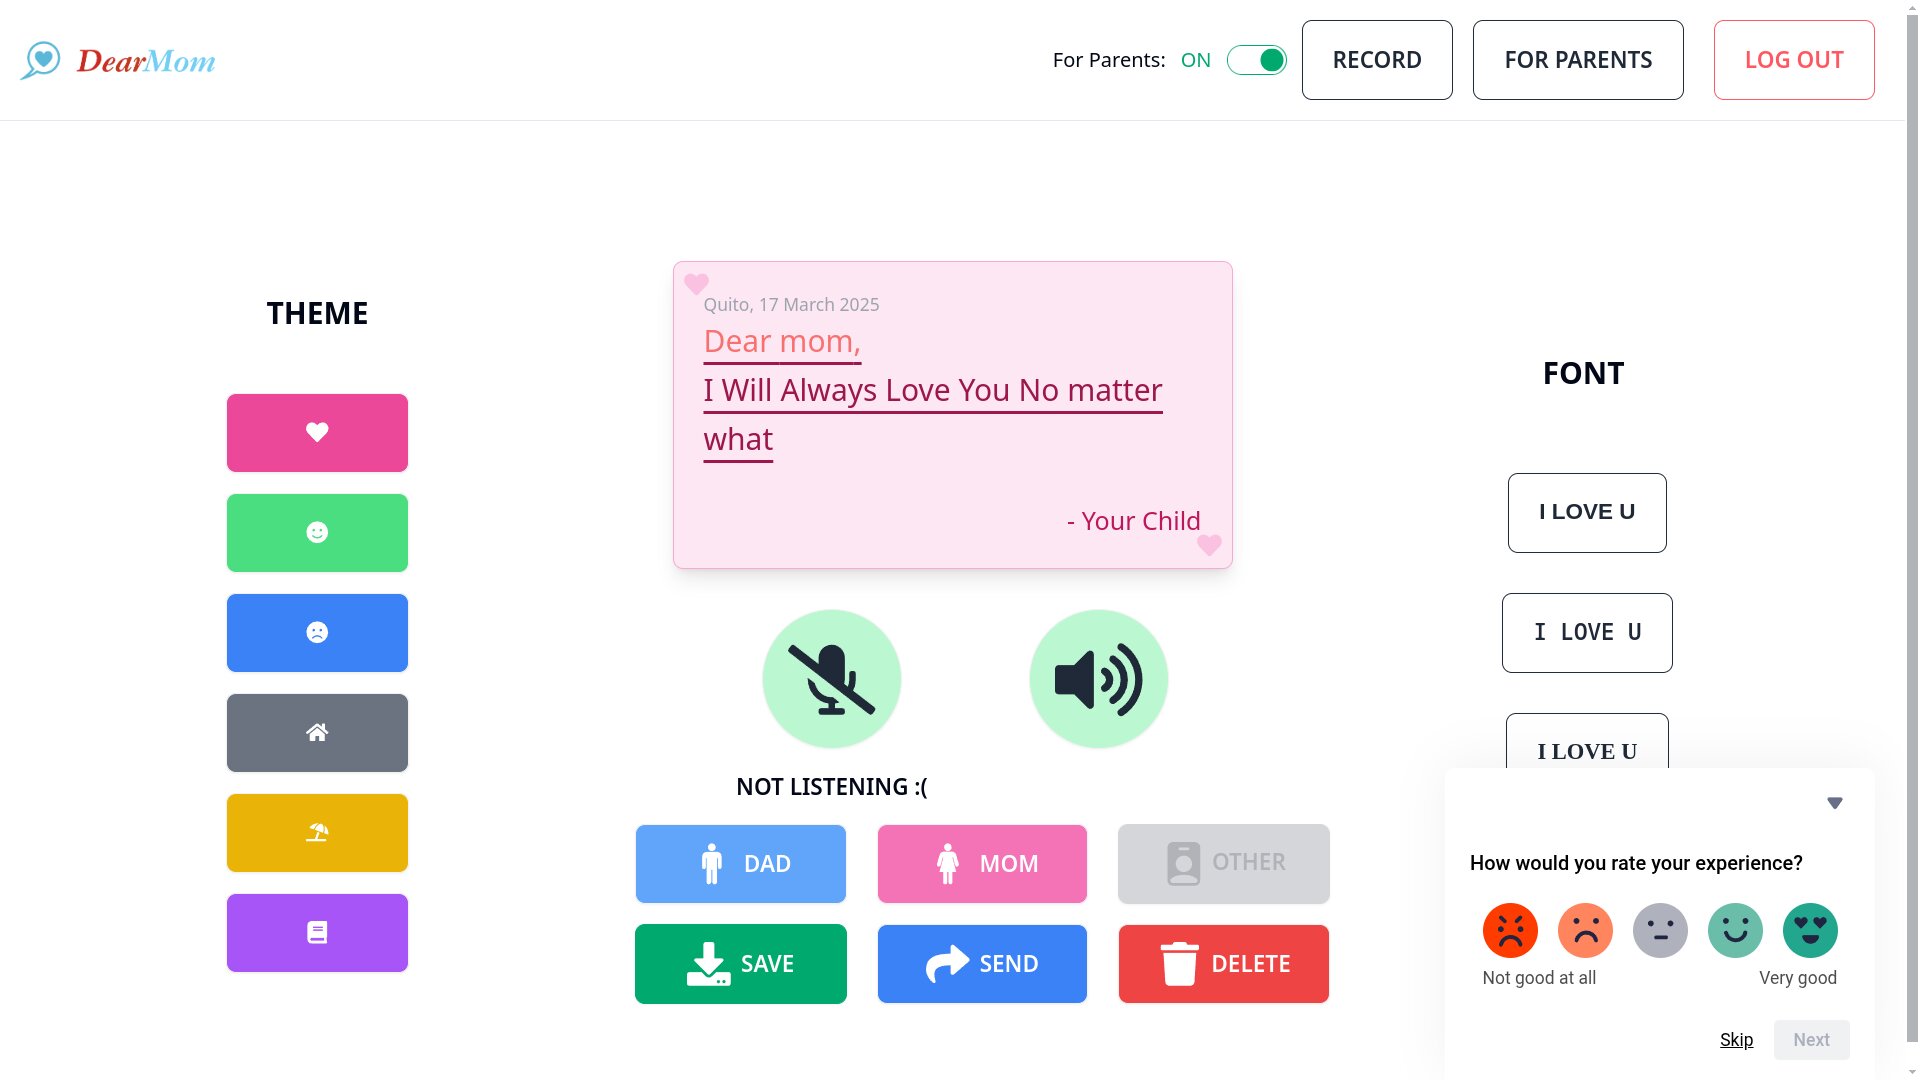 DearMom
For Parents: ON
RECORD
FOR PARENTS
LOG OUT
THEME
Quito, 17 March 2025
Dear mom,
I Will Always Love You No matter
what
- Your Child
NOT LISTENING :(
DAD
MOM
OTHER
SAVE
SEND
DELETE
FONT
I LOVE U
I LOVE U
I LOVE U
How would you rate your experience?
Not good at all
Very good
Skip
Next